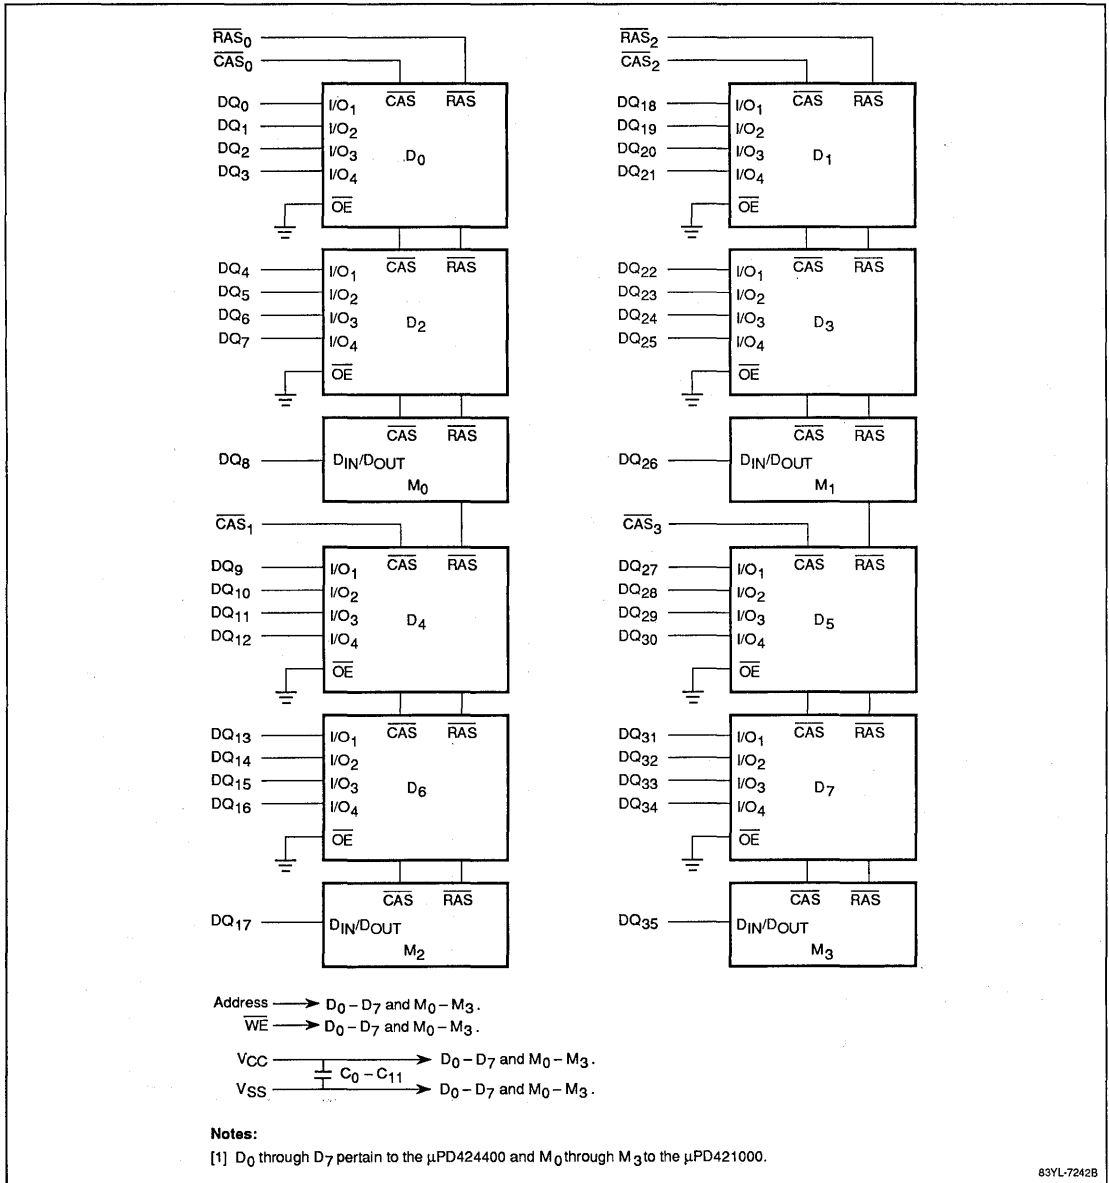 RAS0
CAS0
CAS RAS
DQ0 I/O1
DQ1 I/O2
DQ2 I/O3
DQ3 I/O4
D0
OE
CAS RAS
DQ4 I/O1
DQ5 I/O2
DQ6 I/O3
DQ7 I/O4
D2
OE
CAS RAS
DQ8 DIN/DOUT
M0
CAS1
CAS RAS
DQ9 I/O1
DQ10 I/O2
DQ11 I/O3
DQ12 I/O4
D4
OE
CAS RAS
DQ13 I/O1
DQ14 I/O2
DQ15 I/O3
DQ16 I/O4
D6
OE
CAS RAS
DQ17 DIN/DOUT
M2
RAS2
CAS2
CAS RAS
DQ18 I/O1
DQ19 I/O2
DQ20 I/O3
DQ21 I/O4
D1
OE
CAS RAS
DQ22 I/O1
DQ23 I/O2
DQ24 I/O3
DQ25 I/O4
D3
OE
CAS RAS
DQ26 DIN/DOUT
M1
CAS3
CAS RAS
DQ27 I/O1
DQ28 I/O2
DQ29 I/O3
DQ30 I/O4
D5
OE
CAS RAS
DQ31 I/O1
DQ32 I/O2
DQ33 I/O3
DQ34 I/O4
D7
OE
CAS RAS
DQ35 DIN/DOUT
M3
Address D0 – D7 and M0 – M3.
WE D0 – D7 and M0 – M3.
VCC D0 – D7 and M0 – M3.
C0 – C11
VSS D0 – D7 and M0 – M3.
Notes:
[1] D0 through D7 pertain to the µPD424400 and M0 through M3 to the µPD421000.
83YL-7242B